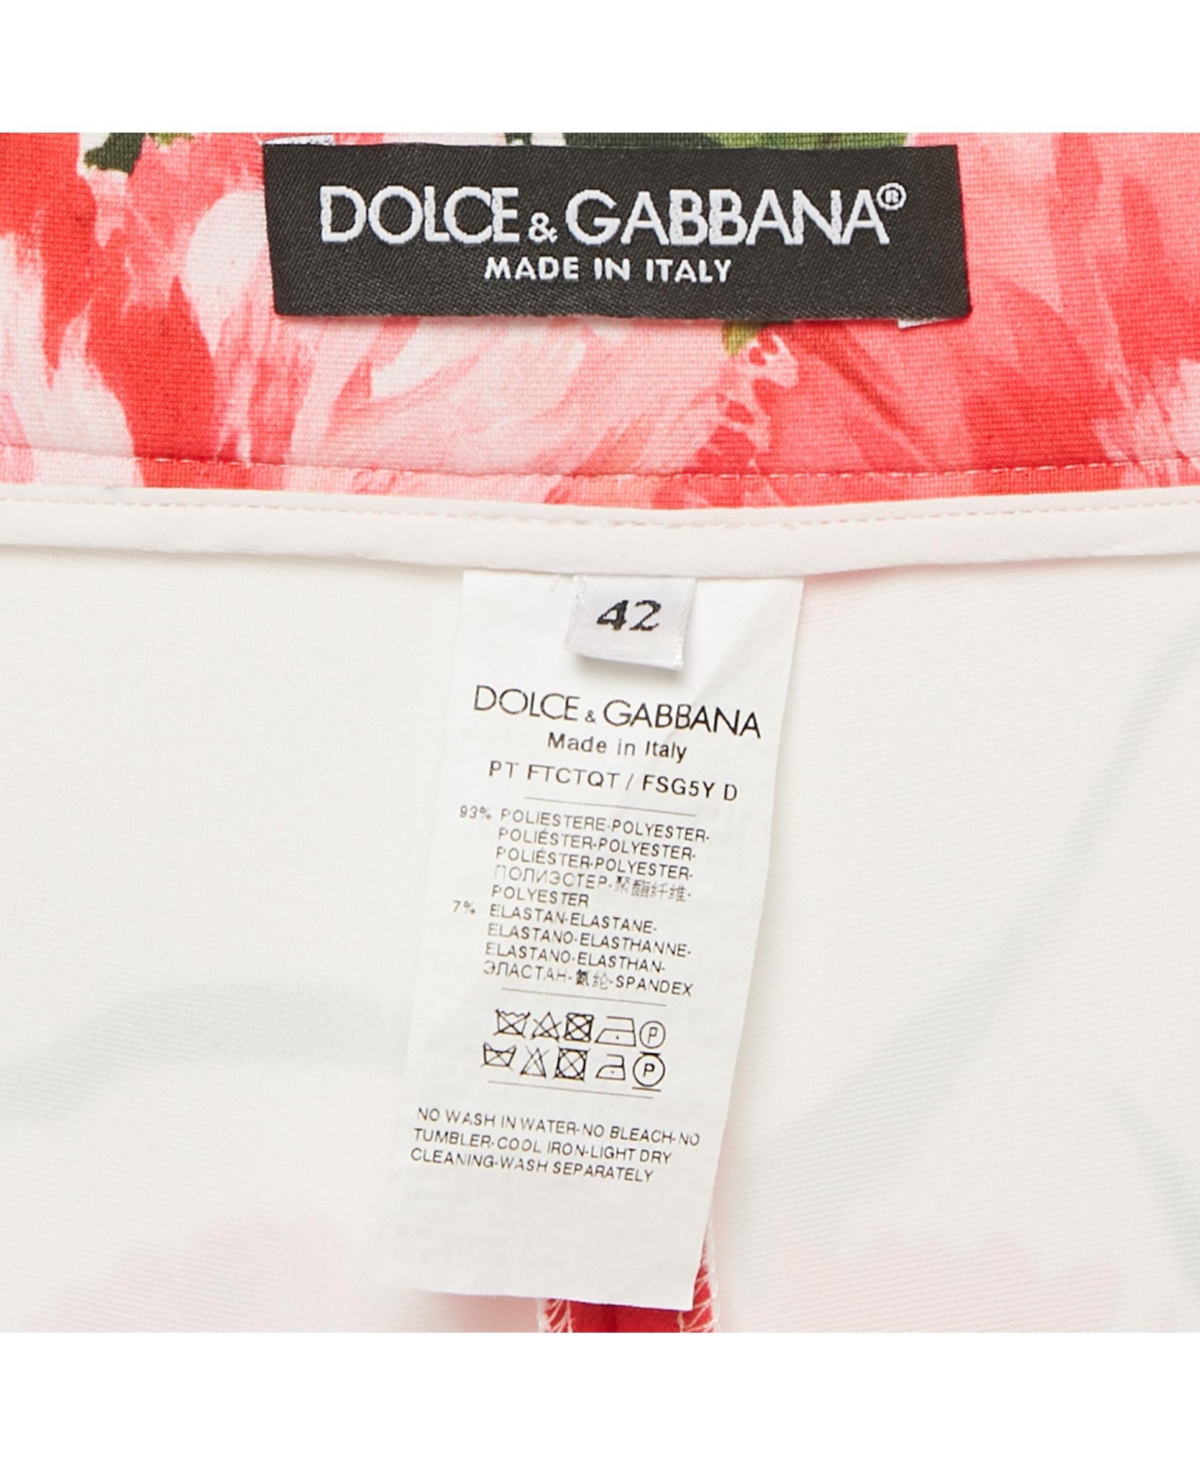 DOLCE & GABBANA®
MADE IN ITALY
42
DOLCE & GABBANA
Made in Italy
PT FTCTQT / FSG5Y D
93% POLIESTERE-POLYESTER-
POLIÉSTER-POLYESTER-
POLIÉSTER-POLYESTER-
ПОЛИЭСТЕР-聚酯纤维-
POLYESTER
7% ELASTAN-ELASTANE-
ELASTANO-ELASTHANNE-
ELASTANO-ELASTHAN-
ЭЛАСТАН-氨纶-SPANDEX
P
P
NO WASH IN WATER-NO BLEACH-NO
TUMBLER-COOL IRON-LIGHT DRY
CLEANING-WASH SEPARATELY